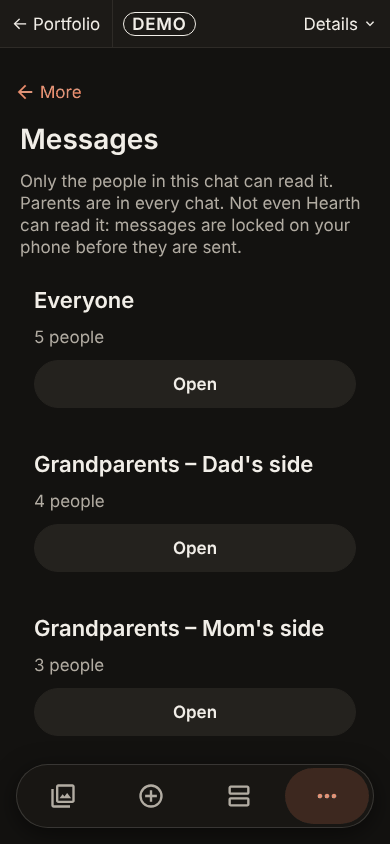 ← Portfolio
DEMO
Details
← More
Messages
Only the people in this chat can read it.
Parents are in every chat. Not even Hearth
can read it: messages are locked on your
phone before they are sent.
Everyone
5 people
Open
Grandparents – Dad's side
4 people
Open
Grandparents – Mom's side
3 people
Open